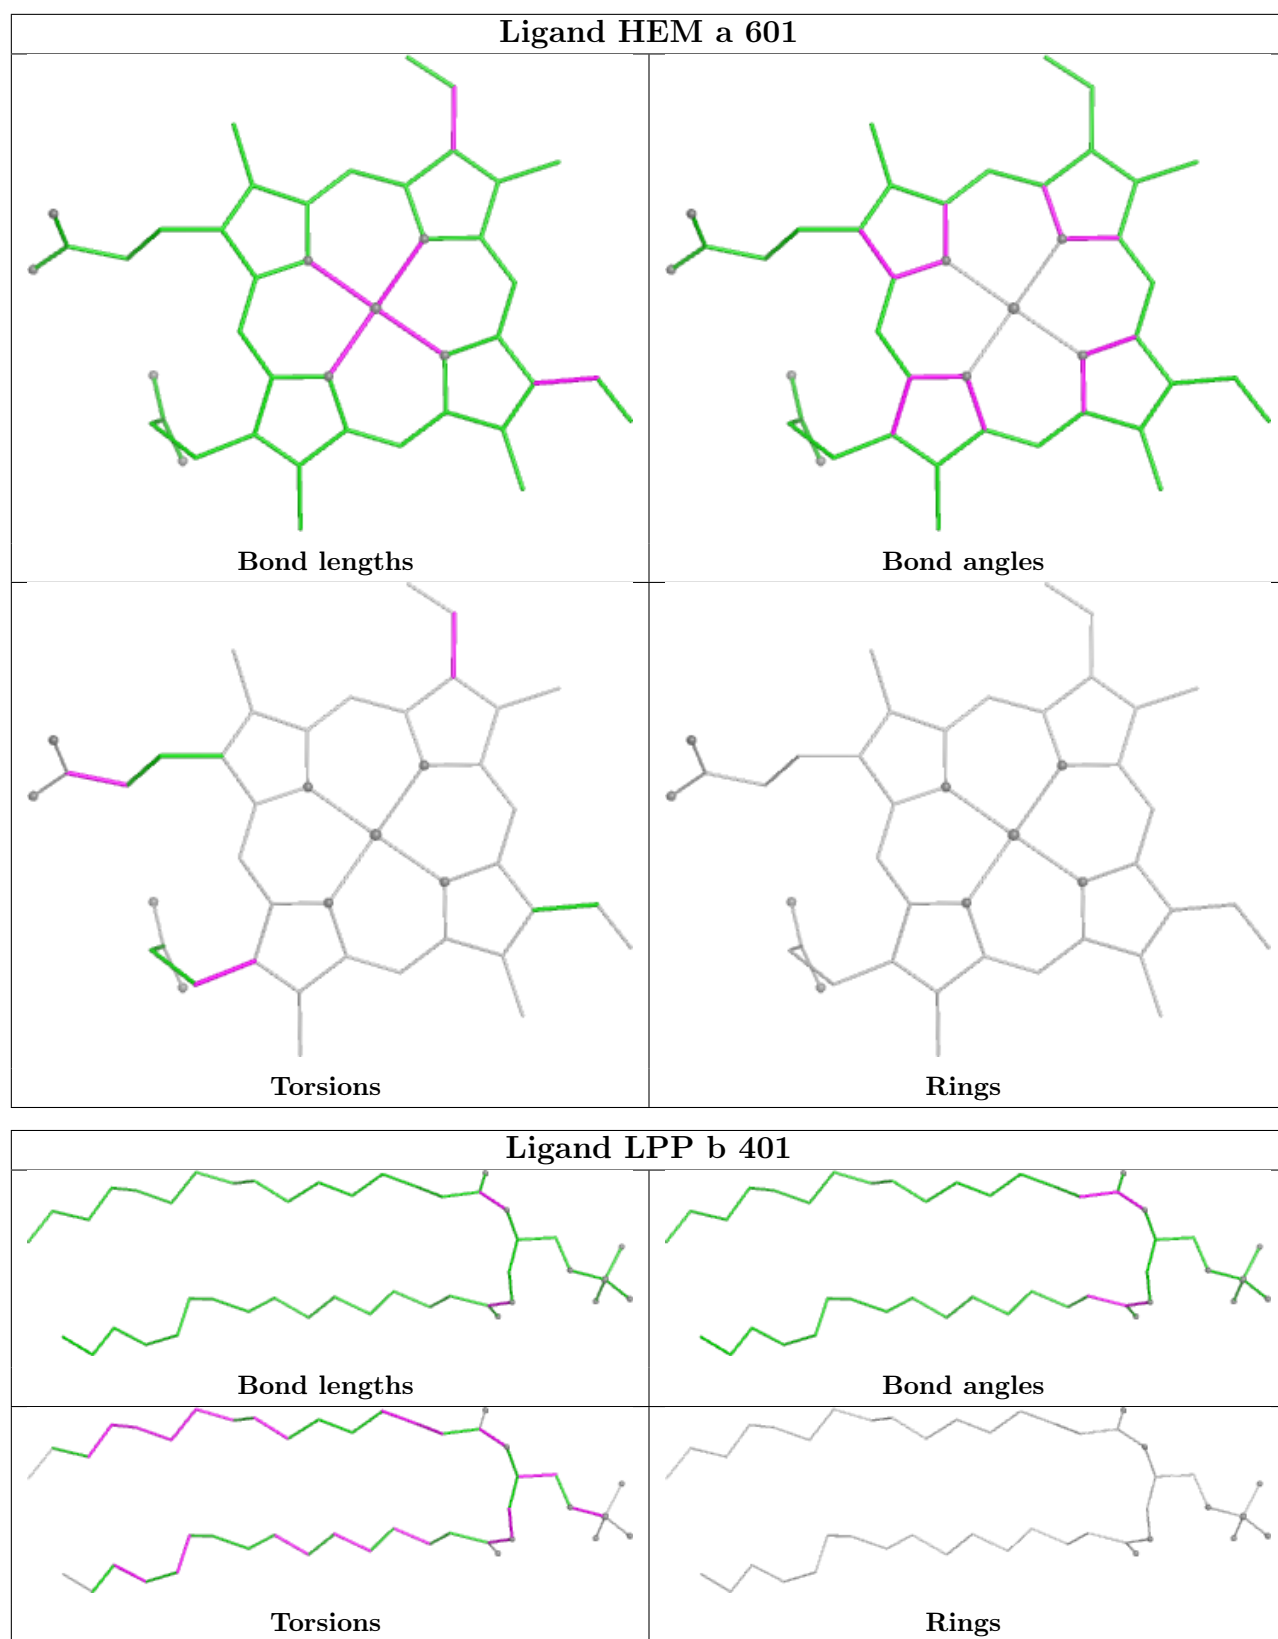 Ligand HEM a 601
Bond lengths
Bond angles
Torsions
Rings
Ligand LPP b 401
Bond lengths
Bond angles
Torsions
Rings